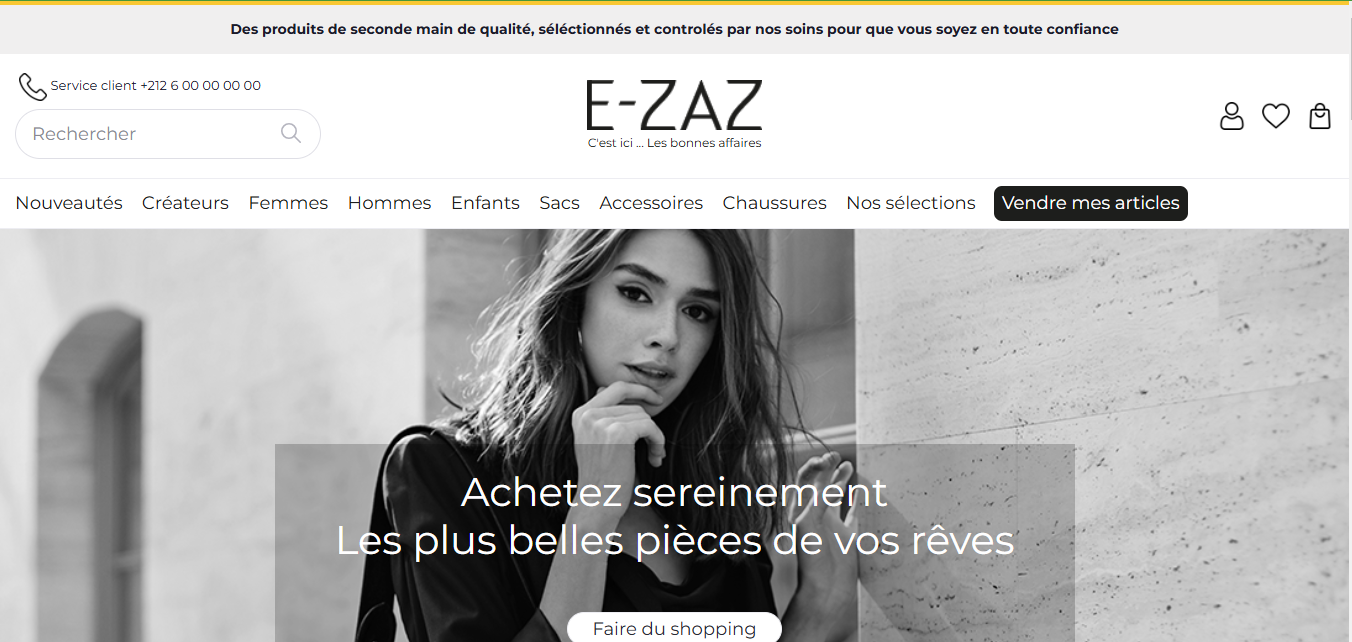 Des produits de seconde main de qualité, séléctionnés et controlés par nos soins pour que vous soyez en toute confiance
Service client +212 6 00 00 00 00
Rechercher
E-ZAZ
C'est ici ... Les bonnes affaires
Nouveautés Créateurs Femmes Hommes Enfants Sacs Accessoires Chaussures Nos sélections Vendre mes articles
Achetez sereinement
Les plus belles pièces de vos rêves
Faire du shopping